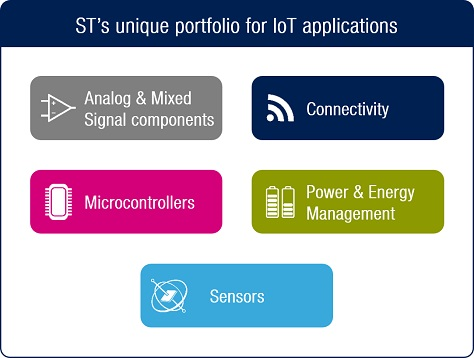 ST's unique portfolio for IoT applications
Analog & Mixed
Signal components
Connectivity
Microcontrollers
Power & Energy
Management
Sensors